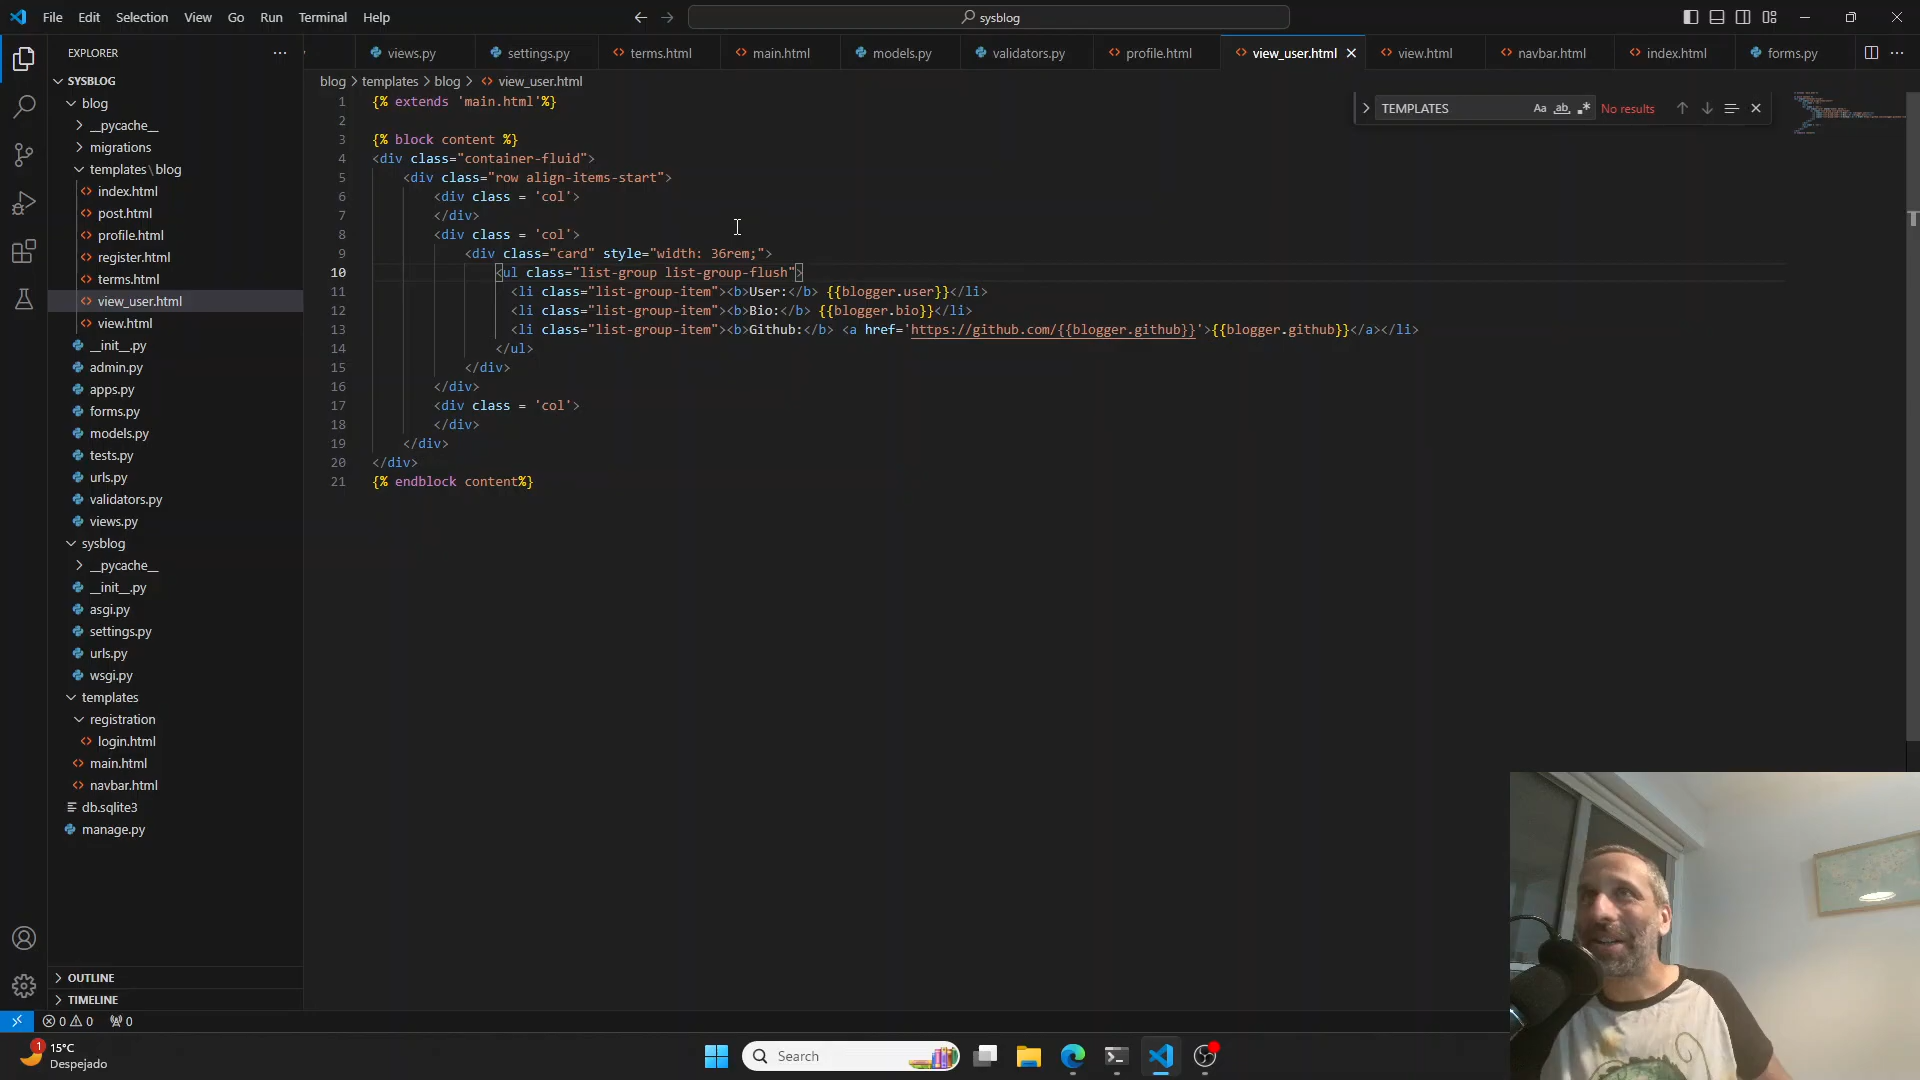 File Edit Selection View Go Run Terminal Help
sysblog
EXPLORER
views.py settings.py terms.html main.html models.py validators.py profile.html view_user.html view.html navbar.html index.html forms.py
SYSBLOG
blog > templates > blog > view_user.html
TEMPLATES Aa ab No results
blog
__pycache__
migrations
templates\blog
index.html
post.html
profile.html
register.html
terms.html
view_user.html
view.html
__init__.py
admin.py
apps.py
forms.py
models.py
tests.py
urls.py
validators.py
views.py
sysblog
__pycache__
__init__.py
asgi.py
settings.py
urls.py
wsgi.py
templates
registration
login.html
main.html
navbar.html
db.sqlite3
manage.py
OUTLINE
TIMELINE
1 {% extends 'main.html'%}
2
3 {% block content %}
4 <div class="container-fluid">
5 <div class="row align-items-start">
6 <div class = 'col'>
7 </div>
8 <div class = 'col'>
9 <div class="card" style="width: 36rem;">
10 <ul class="list-group list-group-flush">
11 <li class="list-group-item"><b>User:</b> {{blogger.user}}</li>
12 <li class="list-group-item"><b>Bio:</b> {{blogger.bio}}</li>
13 <li class="list-group-item"><b>Github:</b> <a href='https://github.com/{{blogger.github}}'>{{blogger.github}}</a></li>
14 </ul>
15 </div>
16 </div>
17 <div class = 'col'>
18 </div>
19 </div>
20 </div>
21 {% endblock content%}
0 0 0
1
15°C
Despejado
Search